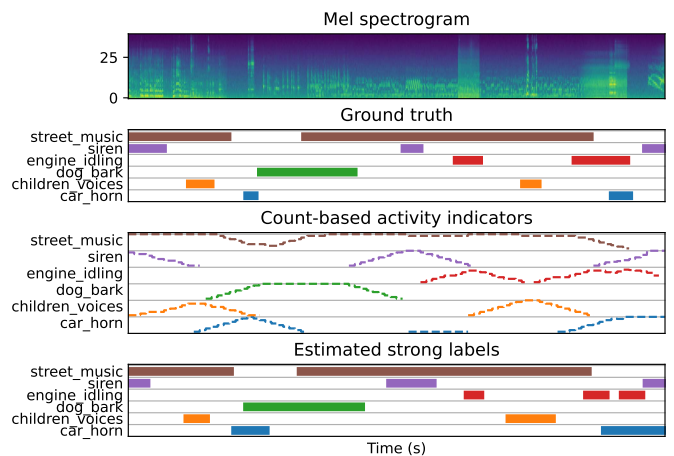 Mel spectrogram
25
0
Ground truth
street_music
siren
engine_idling
dog_bark
children_voices
car_horn
Count-based activity indicators
street_music
siren
engine_idling
dog_bark
children_voices
car_horn
Estimated strong labels
street_music
siren
engine_idling
dog_bark
children_voices
car_horn
Time (s)